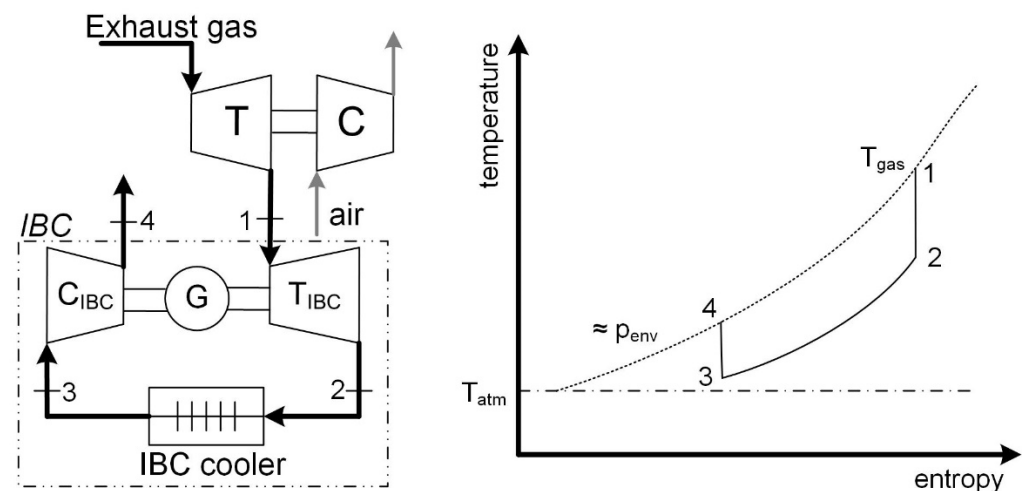 Exhaust gas
T
C
1
air
IBC
4
C_IBC
G
T_IBC
3
2
IBC cooler
temperature
T_gas
1
2
4
≈ p_env
3
T_atm
entropy